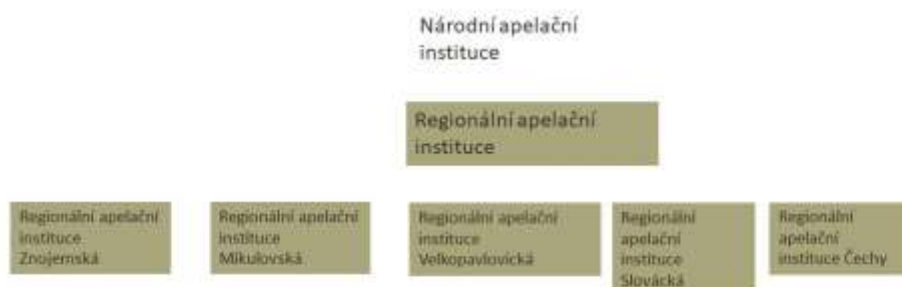 Národní apelační
instituce
Regionální apelační
instituce
Regionální apelační
instituce
Znojemská
Regionální apelační
instituce
Mikulovská
Regionální apelační
instituce
Velkopavlovická
Regionální
apelační
instituce
Slovácká
Regionální
apelační
instituce Čechy